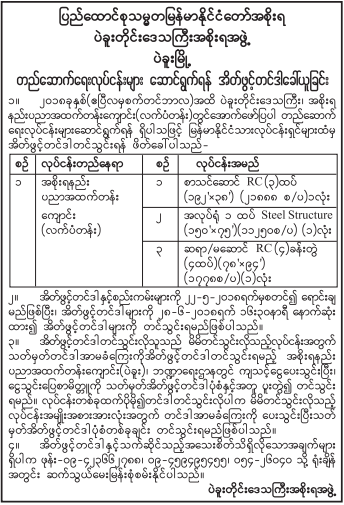 ပြည်ထောင်စုသမ္မတမြန်မာနိုင်ငံတော်အစိုးရ
ပဲခူးတိုင်းဒေသကြီးအစိုးရအဖွဲ့
ပဲခူးမြို့
တည်ဆောက်ရေးလုပ်ငန်းများ ဆောင်ရွက်ရန် အိတ်ဖွင့်တင်ဒါခေါ်ယူခြင်း
၁။ ၂၀၁၈ခုနှစ်(ဧပြီလမှစက်တင်ဘာလ)အထိ ပဲခူးတိုင်းဒေသကြီး၊ အစိုးရ
နည်းပညာအထက်တန်းကျောင်း(လက်ပံတန်း)တွင်အောက်ဖော်ပြပါ တည်ဆောက်
ရေးလုပ်ငန်းများဆောင်ရွက်ရန် ရှိပါသဖြင့် မြန်မာနိုင်ငံသားလုပ်ငန်းရှင်များထံမှ
အိတ်ဖွင့်တင်ဒါတင်သွင်းရန် ဖိတ်ခေါ်ပါသည်-
စဉ် လုပ်ငန်းတည်နေရာ စဉ် လုပ်ငန်းအမည်
၁ အစိုးရနည်း ၁ စာသင်ဆောင် RC (၃)ထပ်
ပညာအထက်တန်း (၁၉၂'×၃၈') (၂၁၈၈၈ စ/ပ)၁လုံး
ကျောင်း ၂ အလုပ်ရုံ ၁ ထပ် Steel Structure
(လက်ပံတန်း) (၁၅၀'×၇၅')(၁၁၂၅၀စ/ပ) (၁)လုံး
၃ ဆရာ/မဆောင် RC (၄)ခန်းတွဲ
(၄ထပ်)(၇၈'×၉၄')
(၁၇၇၈စ/ပ)(၁)လုံး
၂။ အိတ်ဖွင့်တင်ဒါနှင့်စည်းကမ်းများကို ၂၂-၅-၂၀၁၈ရက်မှစတင်၍ ရောင်းချ
မည်ဖြစ်ပြီး၊ အိတ်ဖွင့်တင်ဒါများကို ၂၈-၆-၂၀၁၈ရက် ၁၆း၃၀နာရီ နောက်ဆုံး
ထား၍ အိတ်ဖွင့်တင်ဒါများကို တင်သွင်းရမည်ဖြစ်ပါသည်။
၃။ အိတ်ဖွင့်တင်ဒါတင်သွင်းလိုသူသည် မိမိတင်သွင်းလိုသည့်လုပ်ငန်းအတွက်
သတ်မှတ်တင်ဒါအာမခံကြေးကိုအိတ်ဖွင့်တင်ဒါတင်သွင်းရမည့် အစိုးရနည်း
ပညာအထက်တန်းကျောင်း(ပဲခူး)၊ ဘဏ္ဍာရေးဌာနတွင် ကျသင့်ငွေပေးသွင်းပြီး၊
ငွေသွင်းပြေစာမိတ္တူကို သတ်မှတ်အိတ်ဖွင့်တင်ဒါပုံစံနှင့်အတူ ပူးတွဲ၍ တင်သွင်း
ရမည်။ လုပ်ငန်းတစ်ခုထက်ပိုမို၍တင်ဒါတင်သွင်းလိုပါက မိမိတင်သွင်းလိုသည့်
လုပ်ငန်းအမျိုးအစားအားလုံးအတွက် တင်ဒါအာမခံကြေးကို ပေးသွင်းပြီးသတ်
မှတ်အိတ်ဖွင့်တင်ဒါပုံစံတစ်ခုချင်း တင်သွင်းရမည်ဖြစ်ပါသည်။
၄။ အိတ်ဖွင့်တင်ဒါနှင့်သက်ဆိုင်သည့်အသေးစိတ်သိရှိလိုသောအချက်များ
ရှိပါက ဖုန်း-၀၉-၄၂၃၆၆၂၇၈၈၊ ၀၉-၄၅၉၄၉၅၄၅၅၊ ၀၅၄-၂၆၀၄၀ သို့ ရုံးချိန်
အတွင်း ဆက်သွယ်မေးမြန်းစုံစမ်းနိုင်ပါသည်။
ပဲခူးတိုင်းဒေသကြီးအစိုးရအဖွဲ့